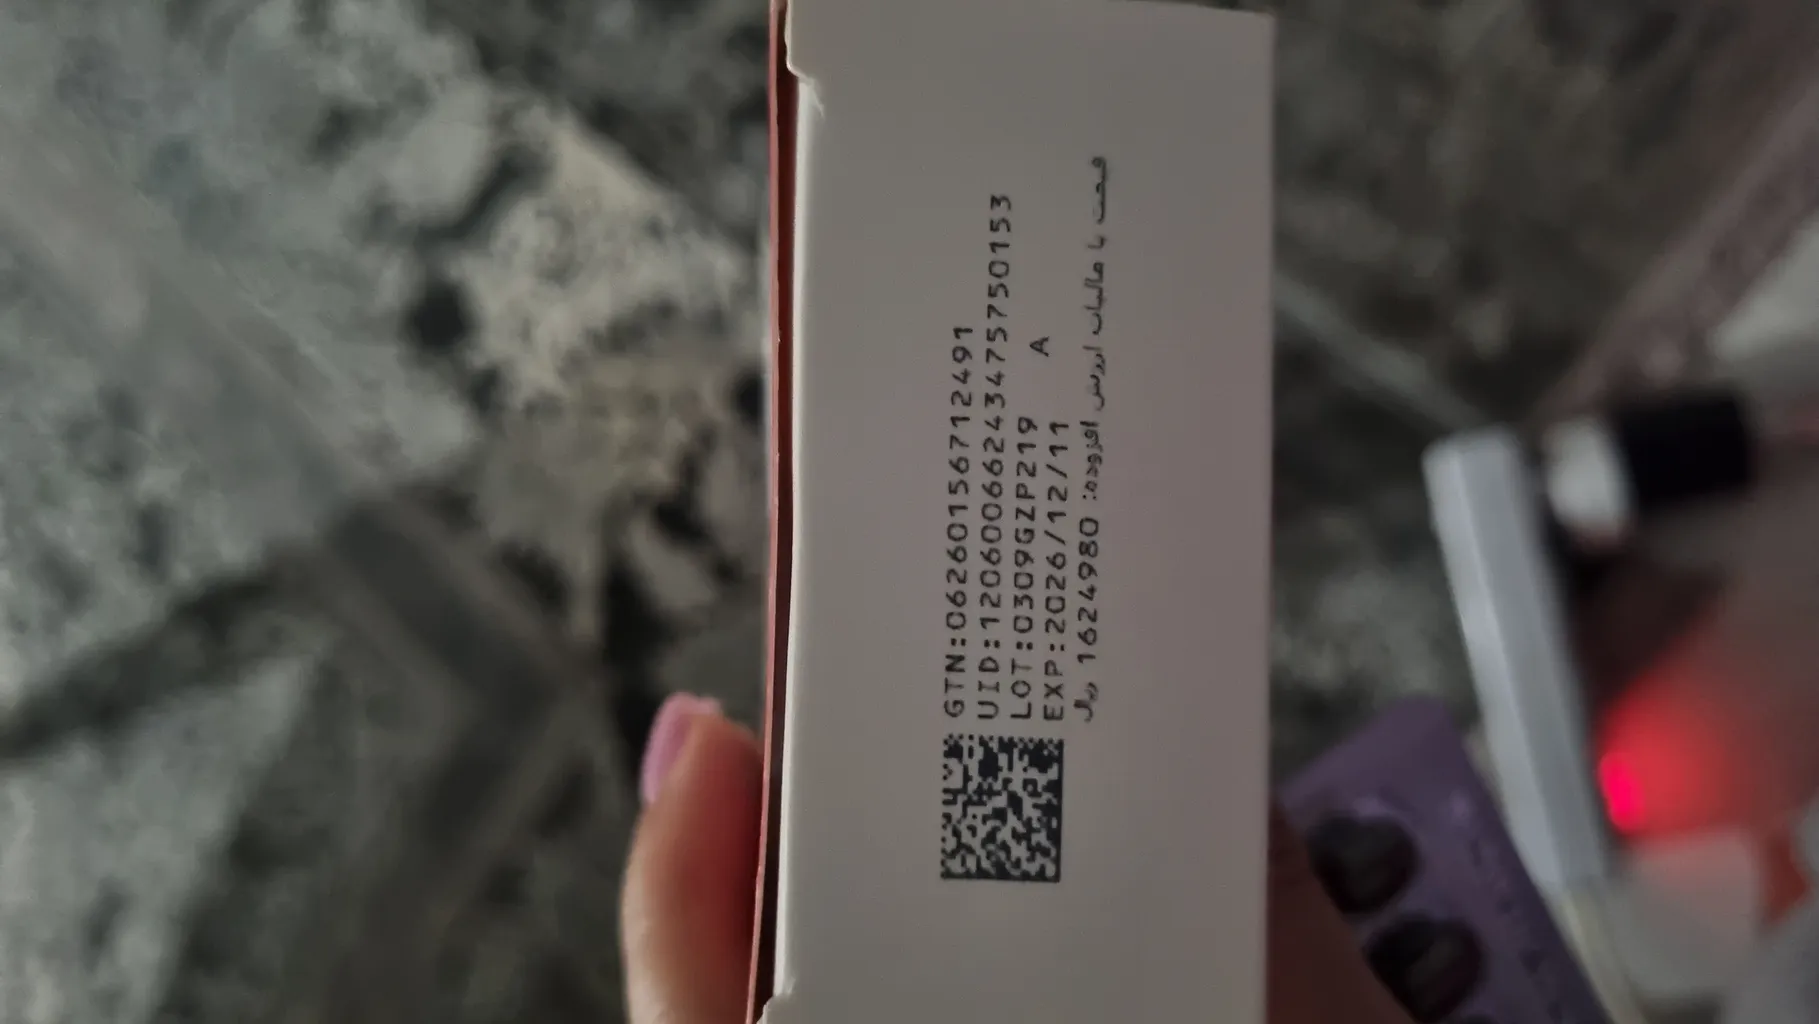 GTN:06260156712491
UID:12060066243475750153
LOT:0309GZP219
A
EXP:2026/12/11
قیمت با مالیات ارزش افزوده: 1624980 ریال